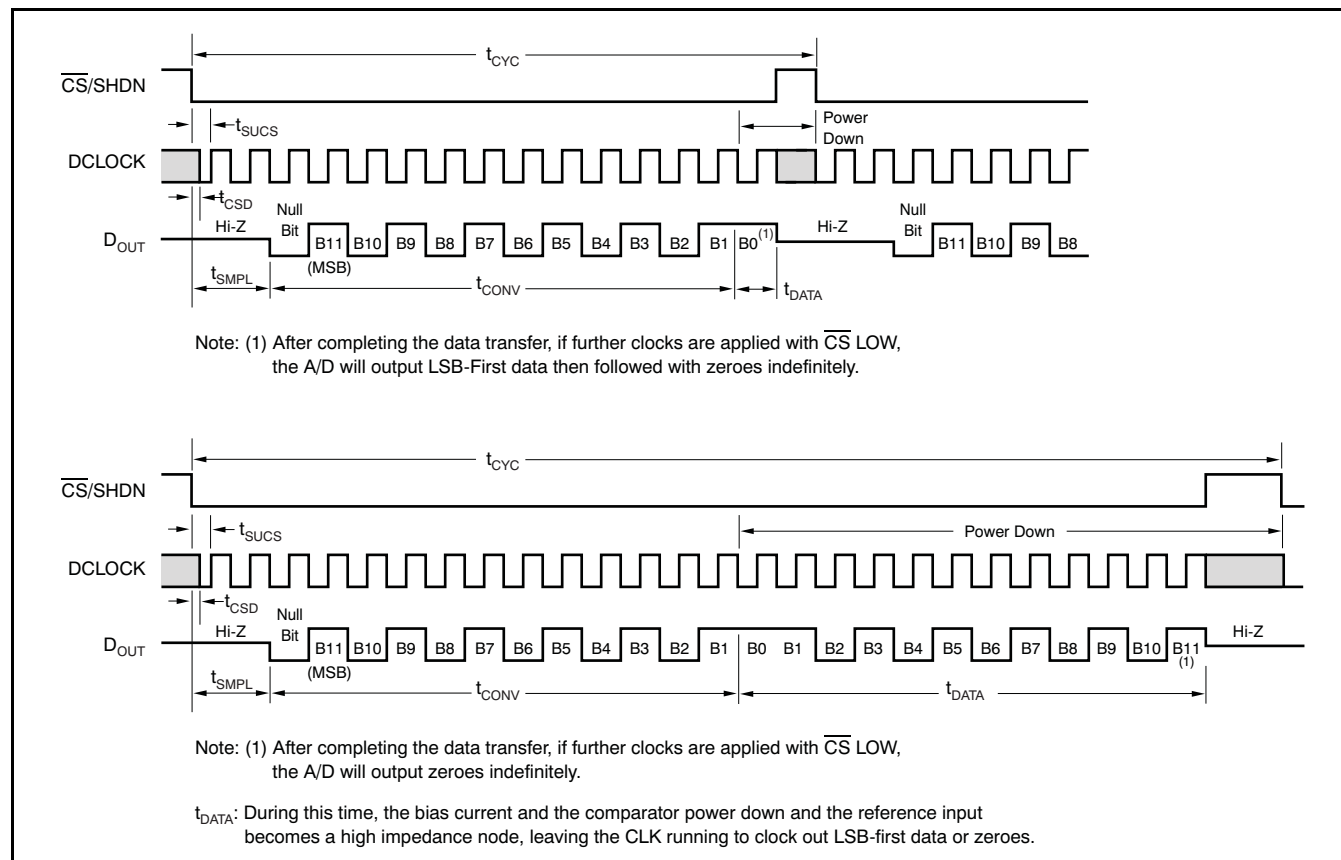 tCYC
CS/SHDN
tSUCS
Power
Down
DCLOCK
tCSD
Hi-Z
Null
Bit
Hi-Z
Null
Bit
DOUT
B11 B10 B9 B8 B7 B6 B5 B4 B3 B2 B1 B0(1)
B11 B10 B9 B8
(MSB)
tSMPL
tCONV
tDATA
Note: (1) After completing the data transfer, if further clocks are applied with CS LOW,
the A/D will output LSB-First data then followed with zeroes indefinitely.
tCYC
CS/SHDN
tSUCS
Power Down
DCLOCK
tCSD
Hi-Z
Null
Bit
Hi-Z
DOUT
B11 B10 B9 B8 B7 B6 B5 B4 B3 B2 B1 B0 B1 B2 B3 B4 B5 B6 B7 B8 B9 B10 B11
(MSB)
(1)
tSMPL
tCONV
tDATA
Note: (1) After completing the data transfer, if further clocks are applied with CS LOW,
the A/D will output zeroes indefinitely.
tDATA: During this time, the bias current and the comparator power down and the reference input
becomes a high impedance node, leaving the CLK running to clock out LSB-first data or zeroes.